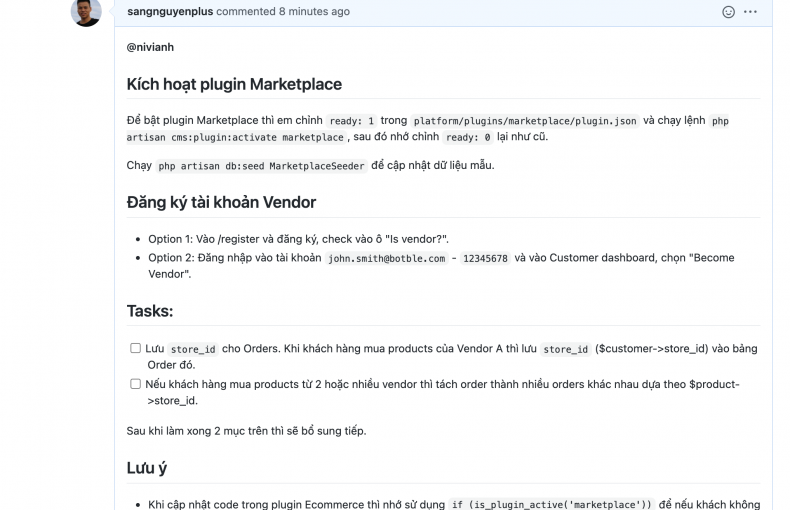 sangnguyenplus commented 8 minutes ago
@nivianh
Kích hoạt plugin Marketplace
Để bật plugin Marketplace thì em chỉnh ready: 1 trong platform/plugins/marketplace/plugin.json và chạy lệnh php
artisan cms:plugin:activate marketplace , sau đó nhớ chỉnh ready: 0 lại như cũ.
Chạy php artisan db:seed MarketplaceSeeder để cập nhật dữ liệu mẫu.
Đăng ký tài khoản Vendor
• Option 1: Vào /register và đăng ký, check vào ô "Is vendor?".
• Option 2: Đăng nhập vào tài khoản john.smith@botble.com - 12345678 và vào Customer dashboard, chọn "Become
Vendor".
Tasks:
Lưu store_id cho Orders. Khi khách hàng mua products của Vendor A thì lưu store_id ($customer->store_id) vào bảng
Order đó.
Nếu khách hàng mua products từ 2 hoặc nhiều vendor thì tách order thành nhiều orders khác nhau dựa theo $product-
>store_id.
Sau khi làm xong 2 mục trên thì sẽ bổ sung tiếp.
Lưu ý
• Khi cập nhật code trong plugin Ecommerce thì nhớ sử dụng if (is_plugin_active('marketplace')) để nếu khách không